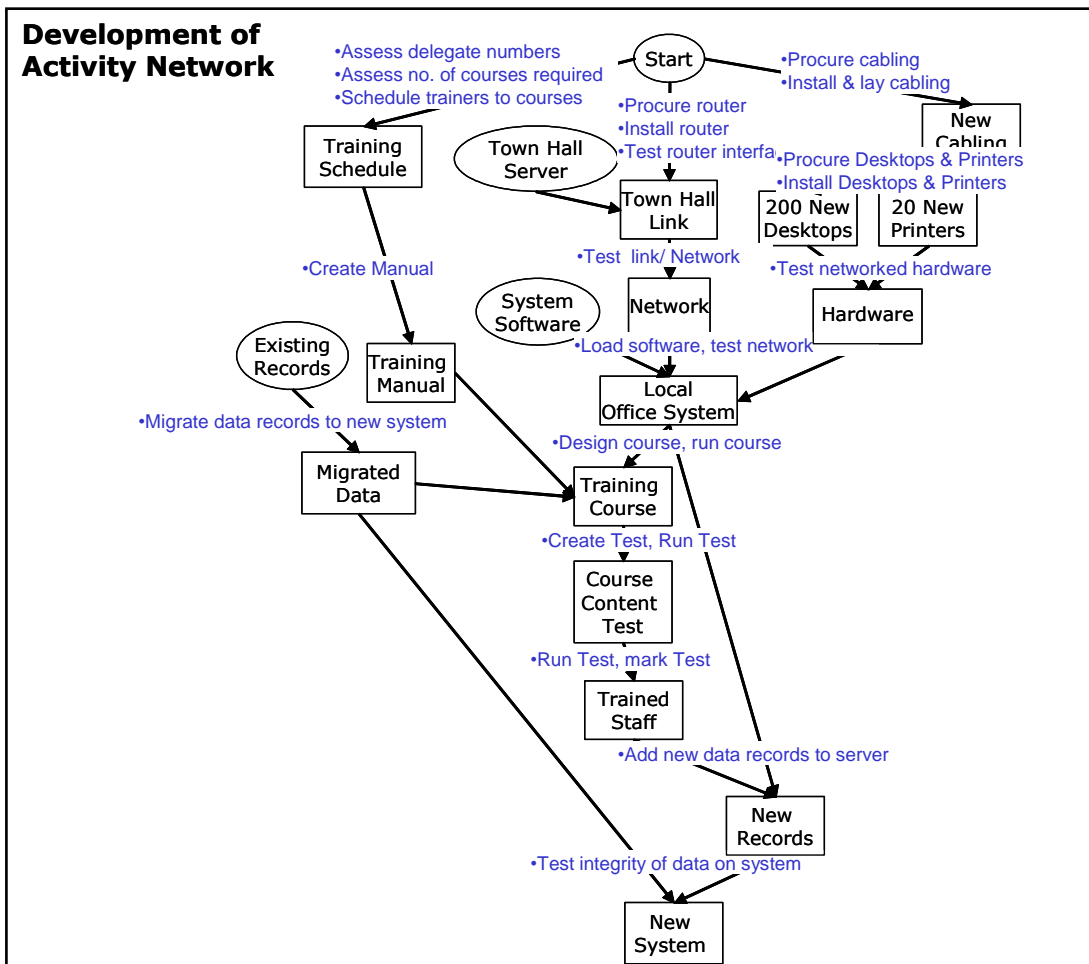 Development of
Activity Network
•Assess delegate numbers
•Assess no. of courses required
•Schedule trainers to courses
Start
•Procure cabling
•Install & lay cabling
•Procure router
•Install router
•Test router interfa
New
Cabling
Training
Schedule
Town Hall
Server
•Procure Desktops & Printers
•Install Desktops & Printers
Town Hall
Link
200 New
Desktops
20 New
Printers
•Create Manual
•Test  link/ Network
•Test networked hardware
System
Software
Network
Hardware
•Load software, test network
Existing
Records
Training
Manual
Local
Office System
•Migrate data records to new system
•Design course, run course
Migrated
Data
Training
Course
•Create Test, Run Test
Course
Content
Test
•Run Test, mark Test
Trained
Staff
•Add new data records to server
New
Records
•Test integrity of data on system
New
System